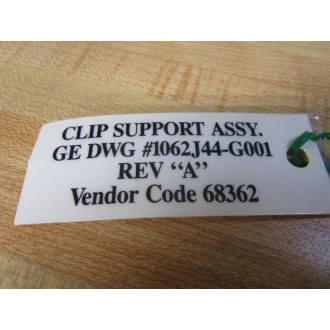 CLIP SUPPORT ASSY.
GE DWG #1062J44-G001
REV “A”
Vendor Code 68362